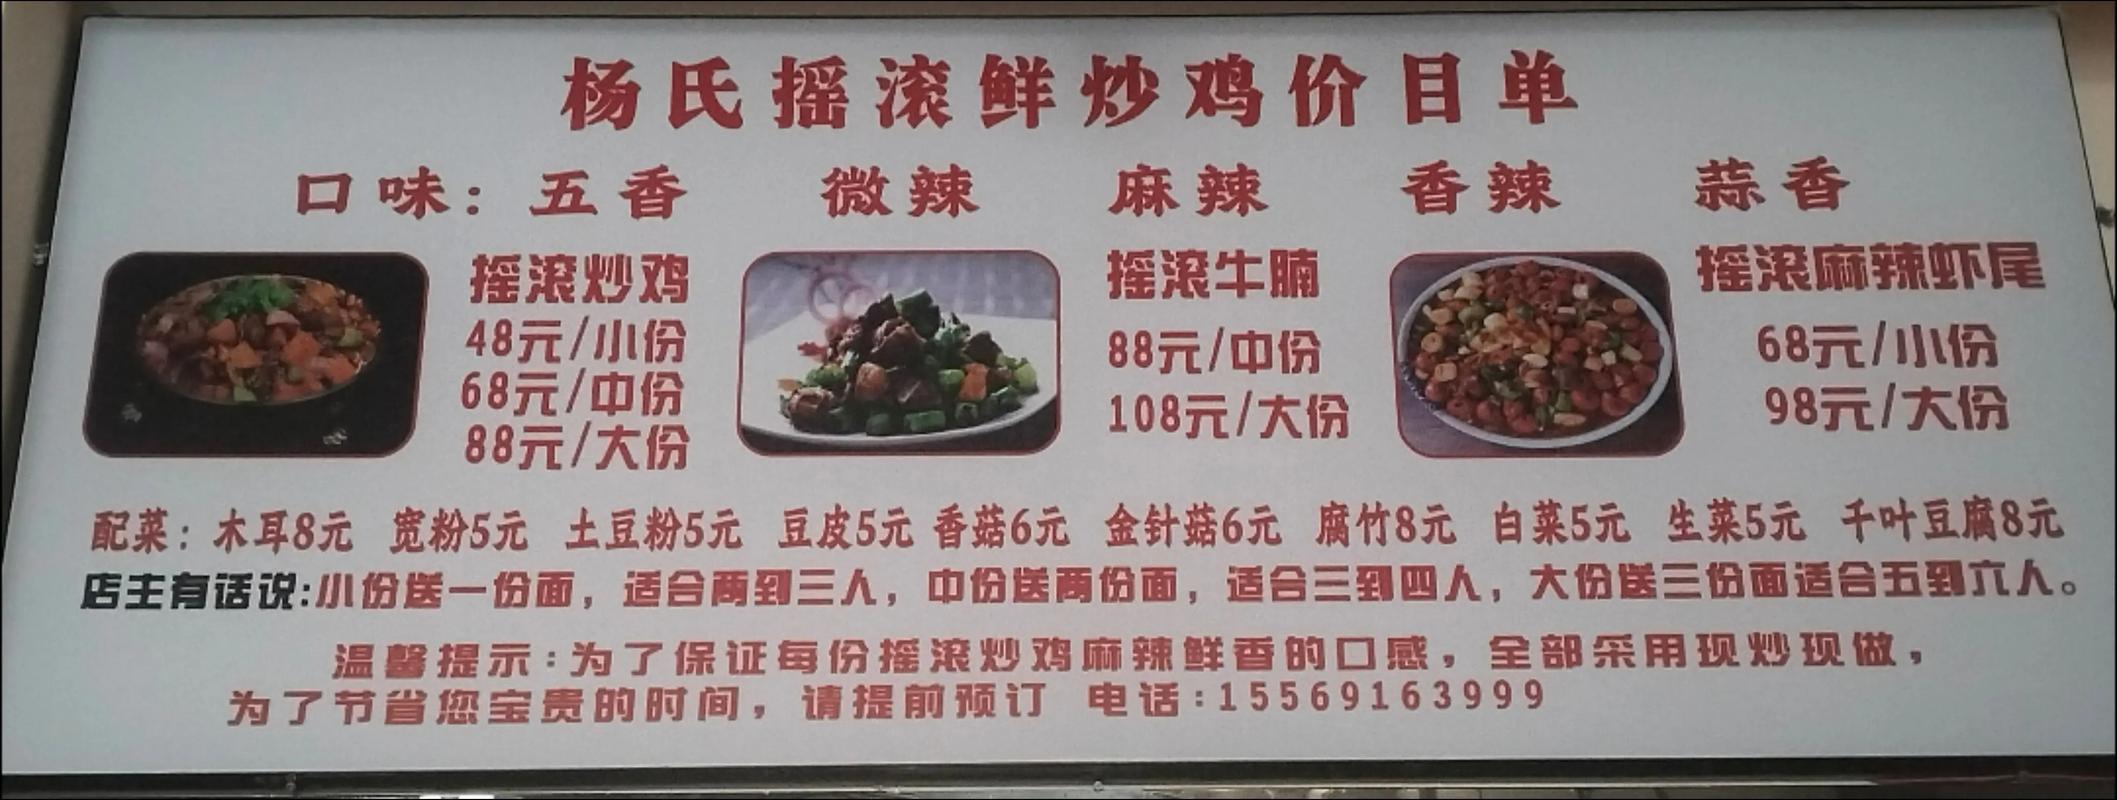 杨氏摇滚鲜炒鸡价目单
口味：五香 微辣 麻辣 香辣 蒜香
摇滚炒鸡
48元/小份
68元/中份
88元/大份
摇滚牛腩
88元/中份
108元/大份
摇滚麻辣虾尾
68元/小份
98元/大份
配菜：木耳8元 宽粉5元 土豆粉5元 豆皮5元 香菇6元 金针菇6元 腐竹8元 白菜5元 生菜5元 千叶豆腐8元
店主有话说:小份送一份面，适合两到三人，中份送两份面，适合三到四人，大份送三份面适合五到六人。
温馨提示:为了保证每份摇滚炒鸡麻辣鲜香的口感，全部采用现炒现做，
为了节省您宝贵的时间，请提前预订 电话:15569163999